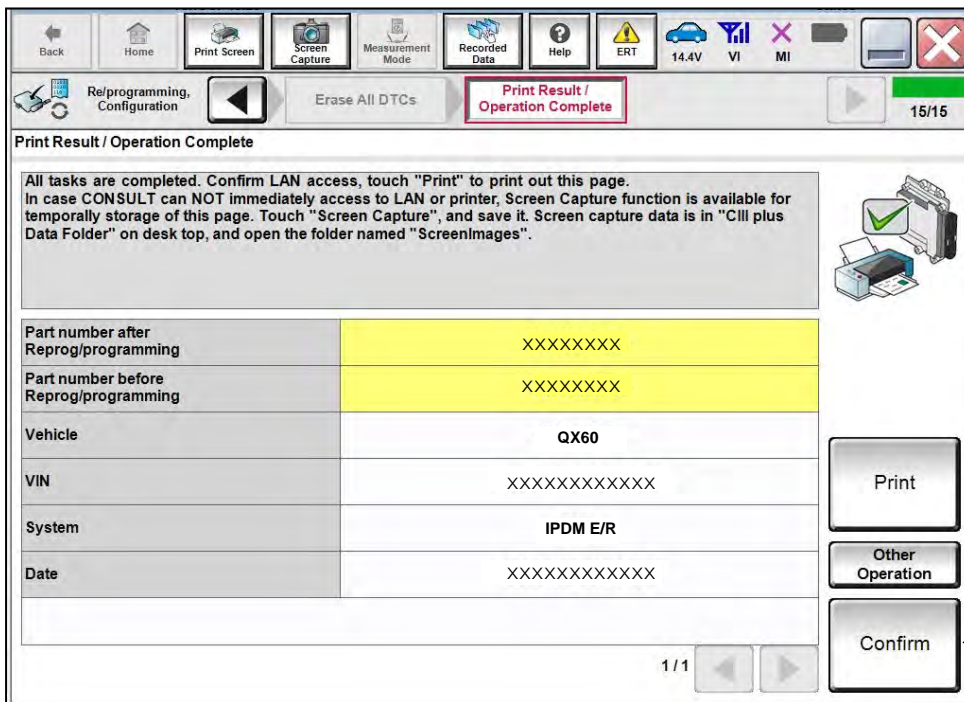 Back
Home
Print Screen
Screen
Capture
Measurement
Mode
Recorded
Data
Help
ERT
14.4V
VI
MI
Re/programming,
Configuration
Erase All DTCs
Print Result /
Operation Complete
15/15
Print Result / Operation Complete
All tasks are completed. Confirm LAN access, touch "Print" to print out this page.
In case CONSULT can NOT immediately access to LAN or printer, Screen Capture function is available for
temporally storage of this page. Touch "Screen Capture", and save it. Screen capture data is in "CIII plus
Data Folder" on desk top, and open the folder named "ScreenImages".
Part number after
Reprog/programming
XXXXXXXX
Part number before
Reprog/programming
XXXXXXXX
Vehicle
QX60
VIN
XXXXXXXXXXXX
System
IPDM E/R
Date
XXXXXXXXXXXX
1/1
Print
Other
Operation
Confirm